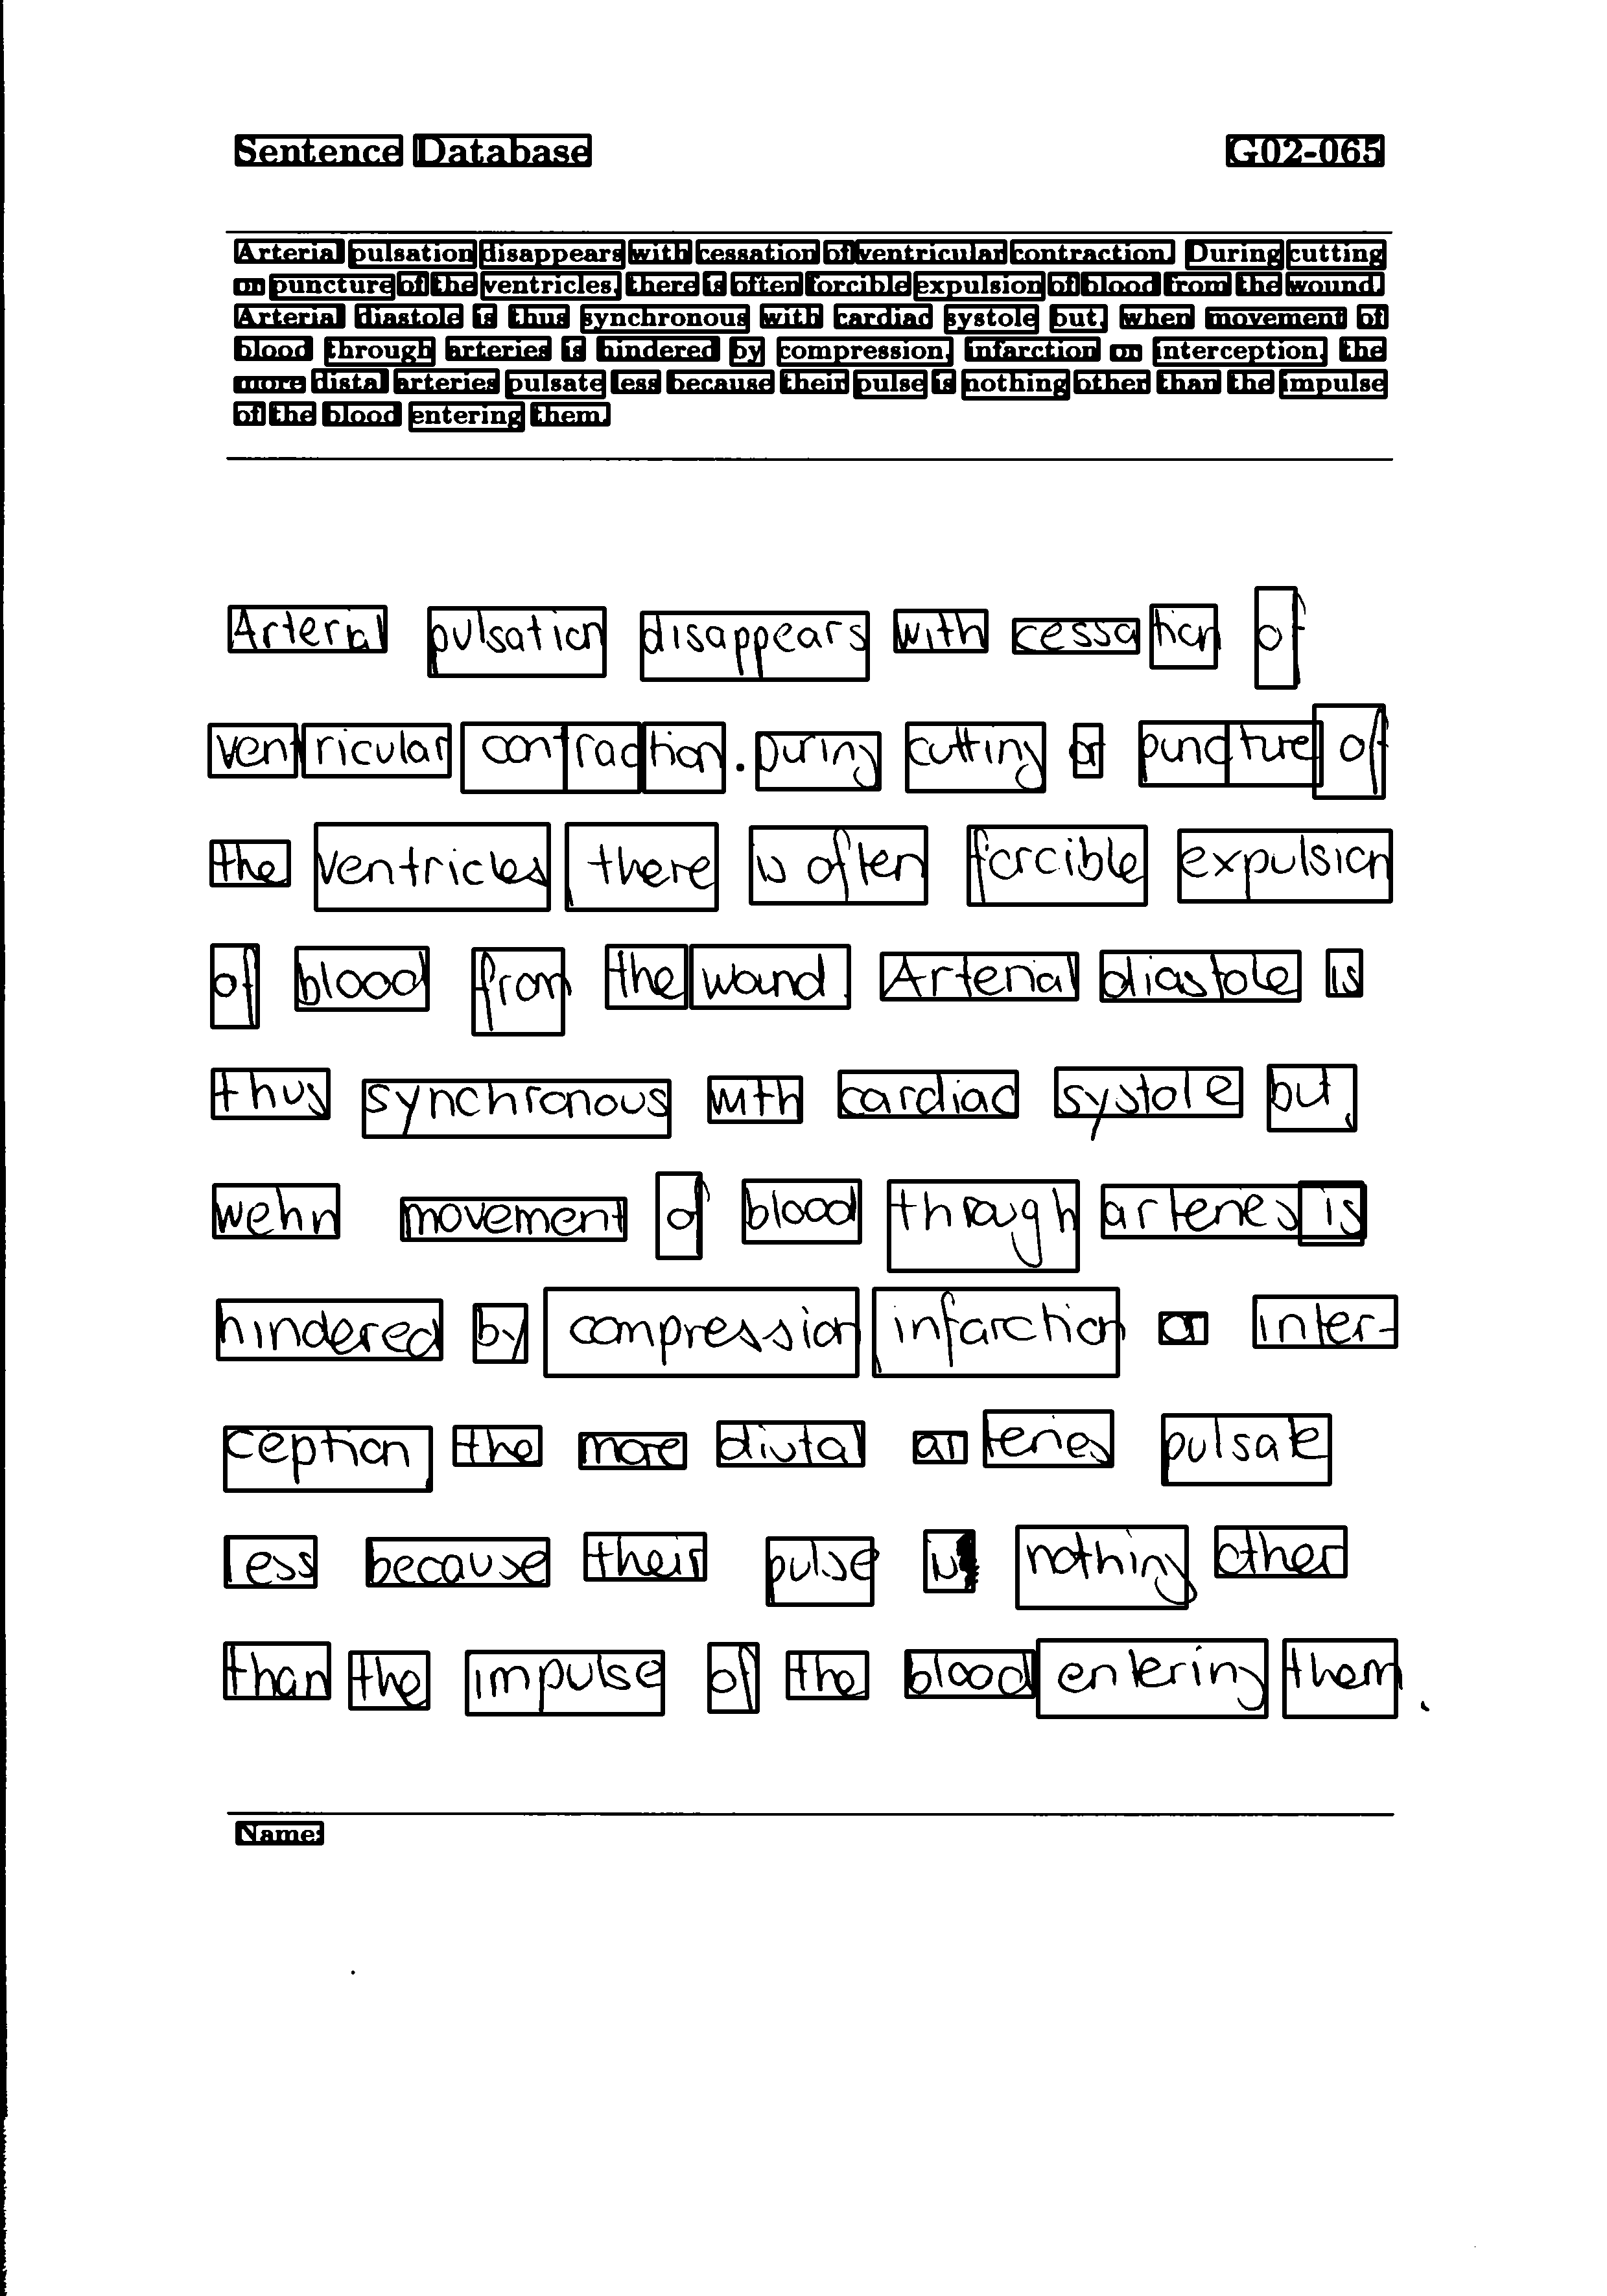 Sentence Database G02-065
Arterial pulsation disappears with cessation of ventricular contraction. During cutting
or puncture of the ventricles, there is often forcible expulsion of blood from the wound.
Arterial diastole is thus synchronous with cardiac systole but, when movement of
blood through arteries is hindered by compression, infarction or interception, the
more distal arteries pulsate less because their pulse is nothing other than the impulse
of the blood entering them.
Arterial pulsation disappears with cessation of
ventricular contraction. During cutting or puncture of
the ventricles, there is often forcible expulsion
of blood from the wound. Arterial diastole is
thus synchronous with cardiac systole but,
wehn movement of blood through arteries is
hindered by compression, infarction or inter-
ception, the more distal arteries pulsate
less because their pulse is nothing other
than the impulse of the blood entering them.
Name: